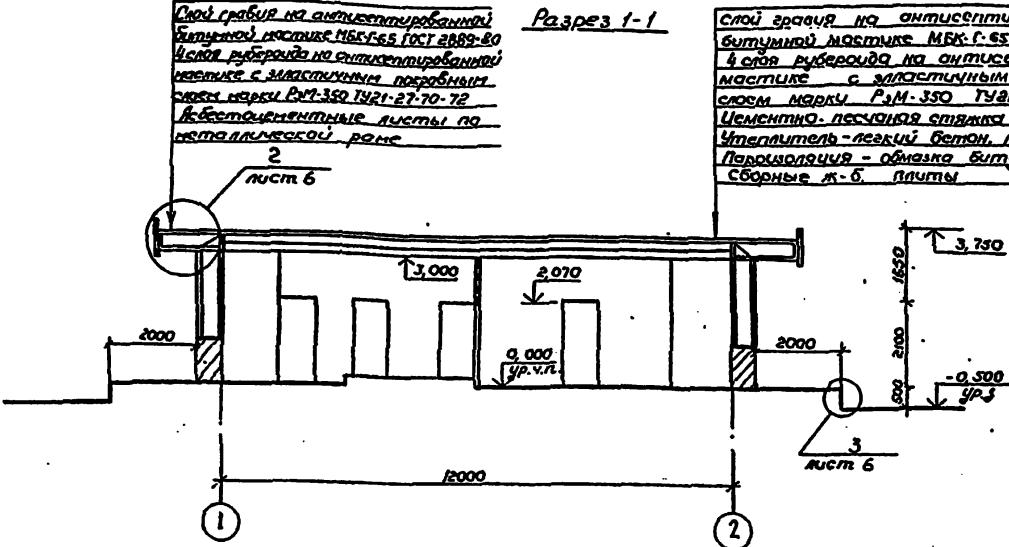 Разрез 1-1
Слой гравия на антисептированной
битумной мастике МБК-Г-65 ГОСТ 2889-80
4 слоя рубероида на антисептированной
мастике с эластичным покровным
слоем марки РэМ-350 ТУ21-27-70-72
Асбестоцементные листы по
металлической раме
слой гравия на антисепти
битумной мастике МБК-Г-65
4 слоя рубероида на антисе
мастике с эластичным
слоем марки РэМ-350 ТУ2
Цементно-песчаная стяжка
Утеплитель-легкий бетон,
Пароизоляция - обмазка бит
Сборные ж-б. плиты
2
лист 6
3,000
2,070
3,750
1650
2100
500
2000
0,000
ур.ч.п.
2000
-0,500
ур.з
3
лист 6
12000
1
2